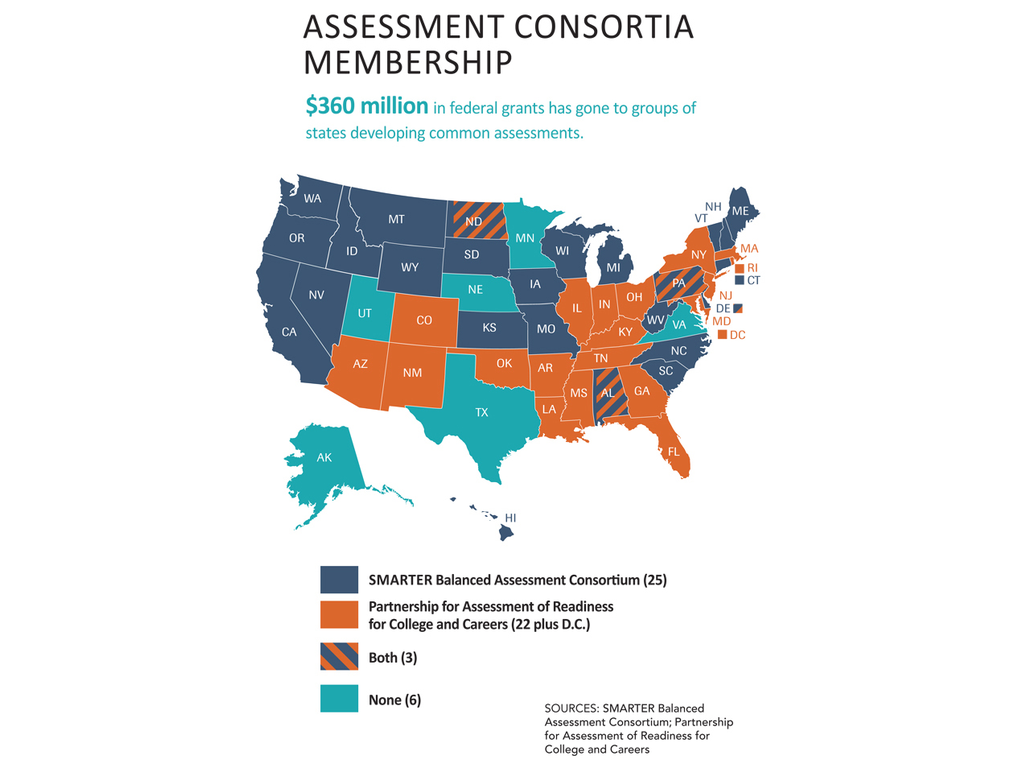 ASSESSMENT CONSORTIA
MEMBERSHIP
$360 million in federal grants has gone to groups of
states developing common assessments.
WA
MT
ND
MN
OR
ID
WY
SD
WI
MI
NH
VT
ME
NY
MA
RI
CT
NV
CA
UT
CO
NE
KS
IA
MO
IL
IN
OH
PA
NJ
DE
MD
DC
WV
VA
KY
AZ
NM
OK
AR
TN
NC
SC
TX
LA
MS
AL
GA
FL
AK
HI
SMARTER Balanced Assessment Consortium (25)
Partnership for Assessment of Readiness
for College and Careers (22 plus D.C.)
Both (3)
None (6)
SOURCES: SMARTER Balanced
Assessment Consortium; Partnership
for Assessment of Readiness for
College and Careers